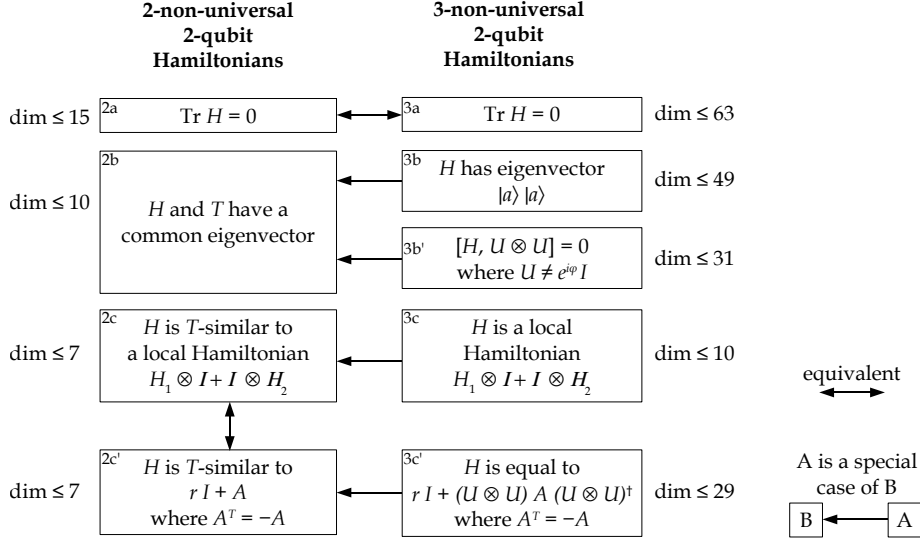 2-non-universal
2-qubit
Hamiltonians
3-non-universal
2-qubit
Hamiltonians
dim ≤ 15
2a
Tr H = 0
3a
Tr H = 0
dim ≤ 63
dim ≤ 10
2b
H and T have a
common eigenvector
3b
H has eigenvector
|a⟩ |a⟩
dim ≤ 49
3b'
[H, U ⊗ U] = 0
where U ≠ e^{iφ} I
dim ≤ 31
dim ≤ 7
2c
H is T-similar to
a local Hamiltonian
H₁ ⊗ I + I ⊗ H₂
3c
H is a local
Hamiltonian
H₁ ⊗ I + I ⊗ H₂
dim ≤ 10
equivalent
dim ≤ 7
2c'
H is T-similar to
r I + A
where Aᵀ = −A
3c'
H is equal to
r I + (U ⊗ U) A (U ⊗ U)†
where Aᵀ = −A
dim ≤ 29
A is a special
case of B
B
A